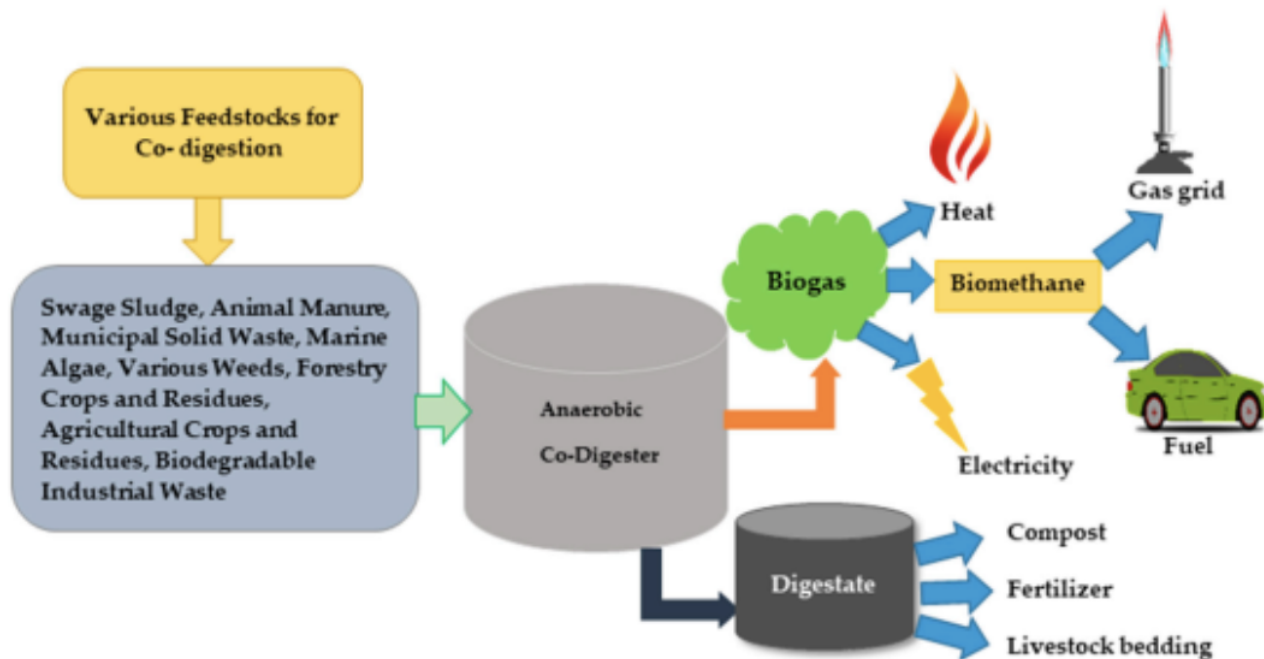 Various Feedstocks for
Co- digestion
Swage Sludge, Animal Manure,
Municipal Solid Waste, Marine
Algae, Various Weeds, Forestry
Crops and Residues,
Agricultural Crops and
Residues, Biodegradable
Industrial Waste
Anaerobic
Co-Digester
Biogas
Heat
Biomethane
Gas grid
Fuel
Electricity
Digestate
Compost
Fertilizer
Livestock bedding